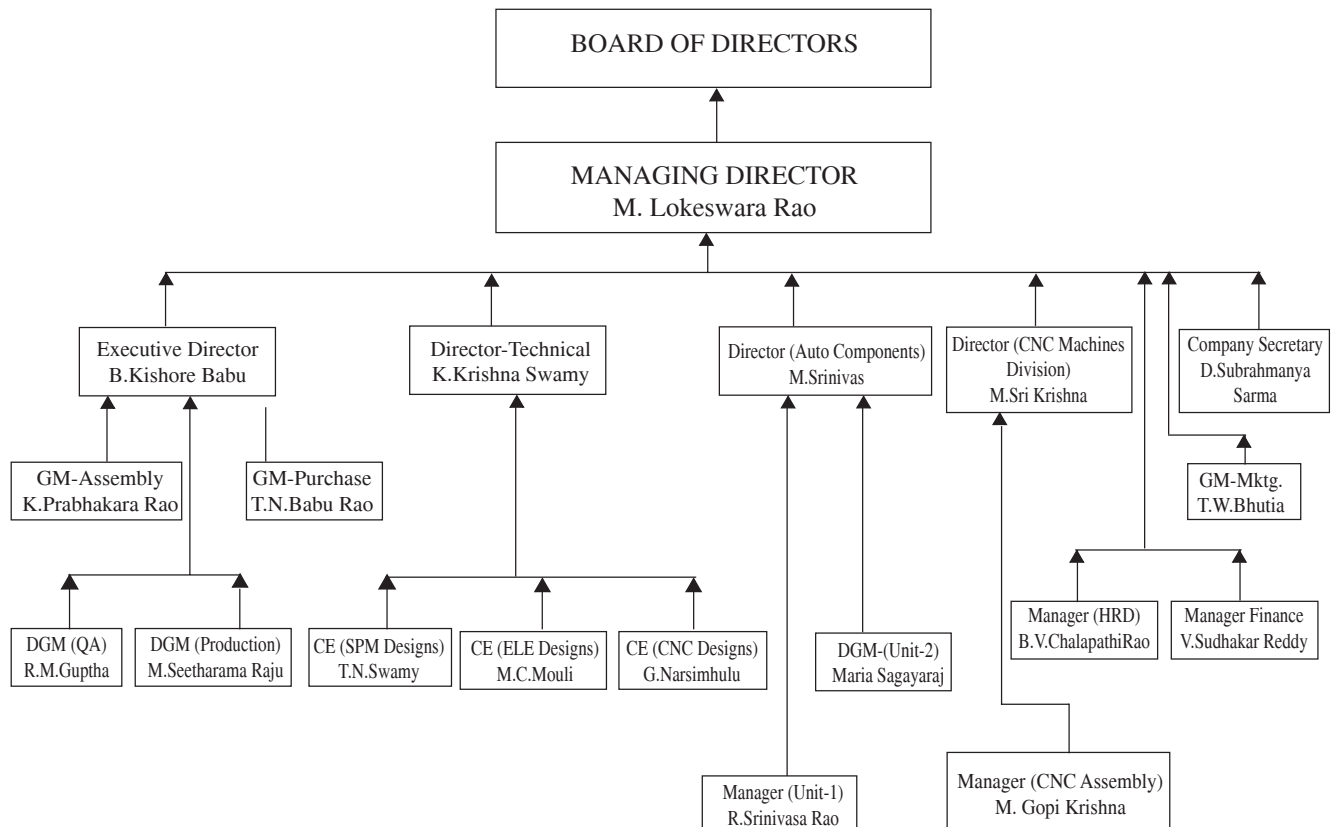 BOARD OF DIRECTORS
MANAGING DIRECTOR
M. Lokeswara Rao
Executive Director
B.Kishore Babu
Director-Technical
K.Krishna Swamy
Director (Auto Components)
M.Srinivas
Director (CNC Machines
Division)
M.Sri Krishna
Company Secretary
D.Subrahmanya
Sarma
GM-Assembly
K.Prabhakara Rao
GM-Purchase
T.N.Babu Rao
GM-Mktg.
T.W.Bhutia
DGM (QA)
R.M.Guptha
DGM (Production)
M.Seetharama Raju
CE (SPM Designs)
T.N.Swamy
CE (ELE Designs)
M.C.Mouli
CE (CNC Designs)
G.Narsimhulu
DGM-(Unit-2)
Maria Sagayaraj
Manager (HRD)
B.V.ChalapathiRao
Manager Finance
V.Sudhakar Reddy
Manager (Unit-1)
R.Srinivasa Rao
Manager (CNC Assembly)
M. Gopi Krishna